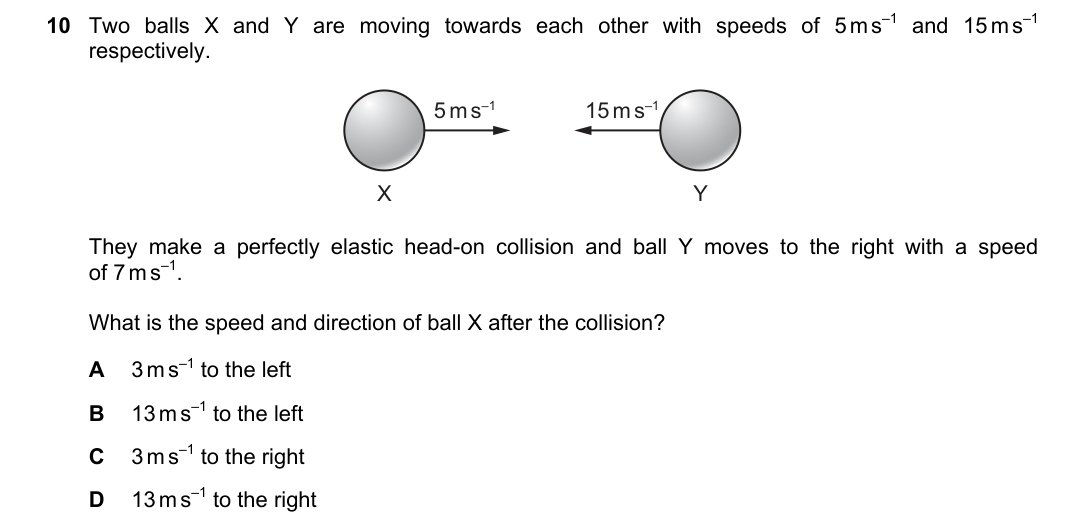 10 Two balls X and Y are moving towards each other with speeds of 5 m s⁻¹ and 15 m s⁻¹
respectively.
5 m s⁻¹ 15 m s⁻¹
X Y
They make a perfectly elastic head-on collision and ball Y moves to the right with a speed
of 7 m s⁻¹.
What is the speed and direction of ball X after the collision?
A 3 m s⁻¹ to the left
B 13 m s⁻¹ to the left
C 3 m s⁻¹ to the right
D 13 m s⁻¹ to the right